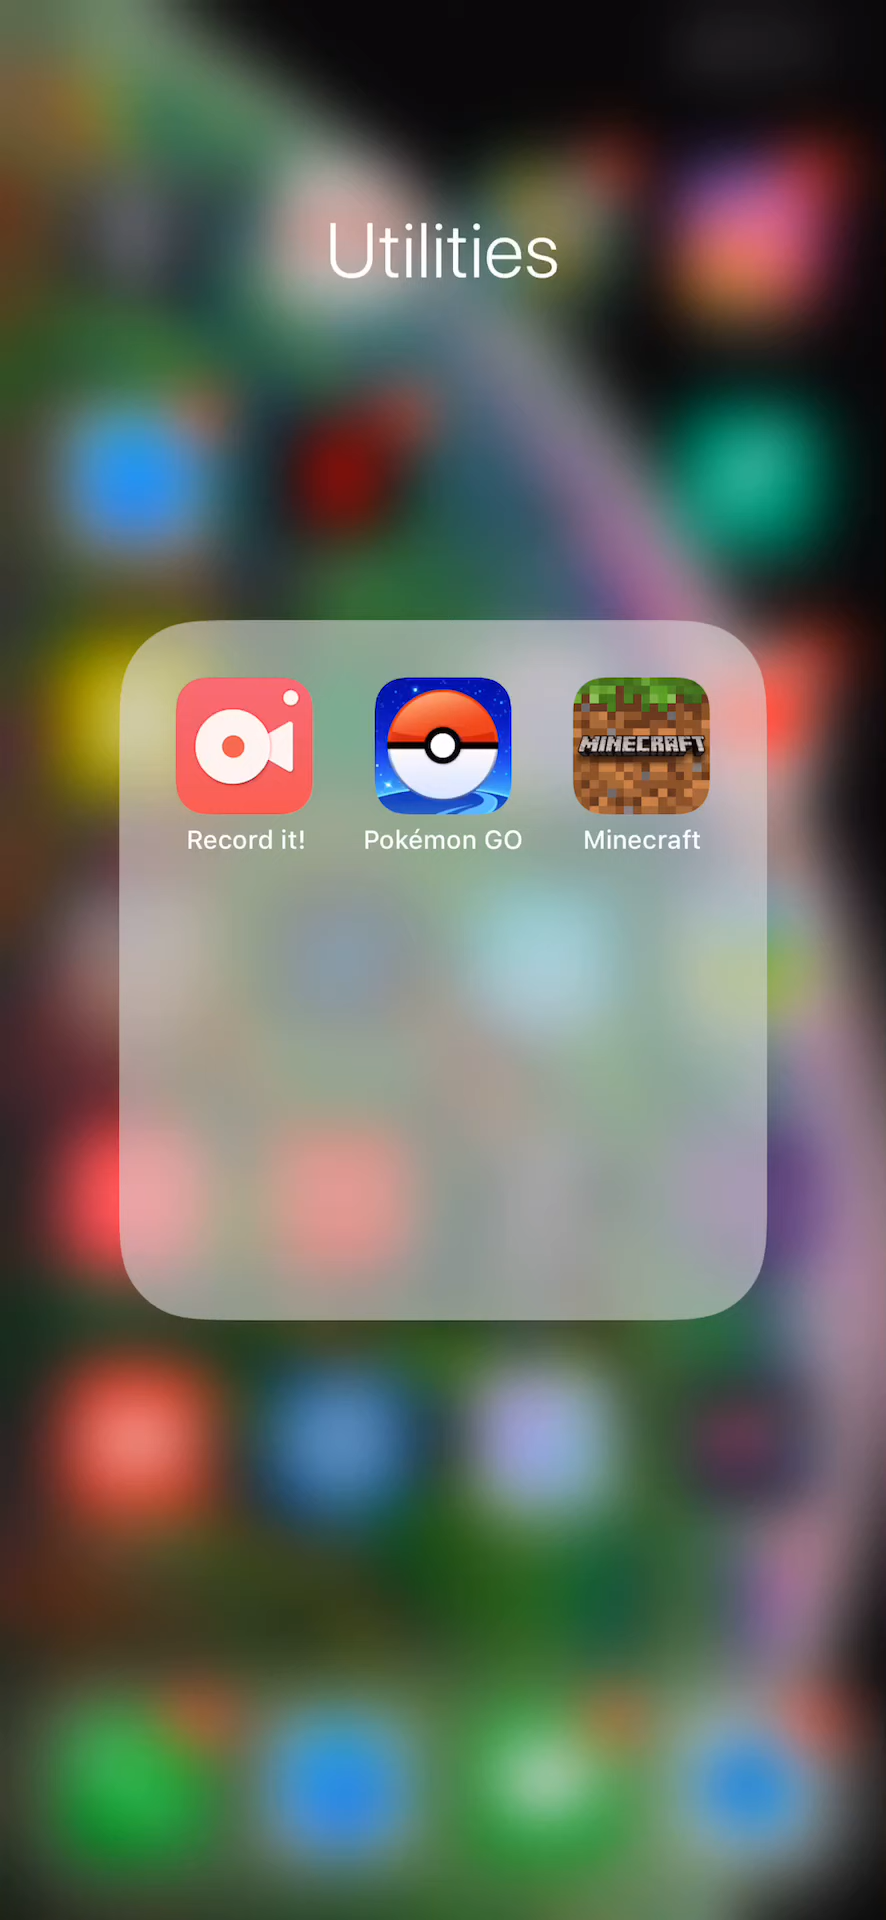 Utilities
MINECRAFT
Record it!
Pokémon GO
Minecraft